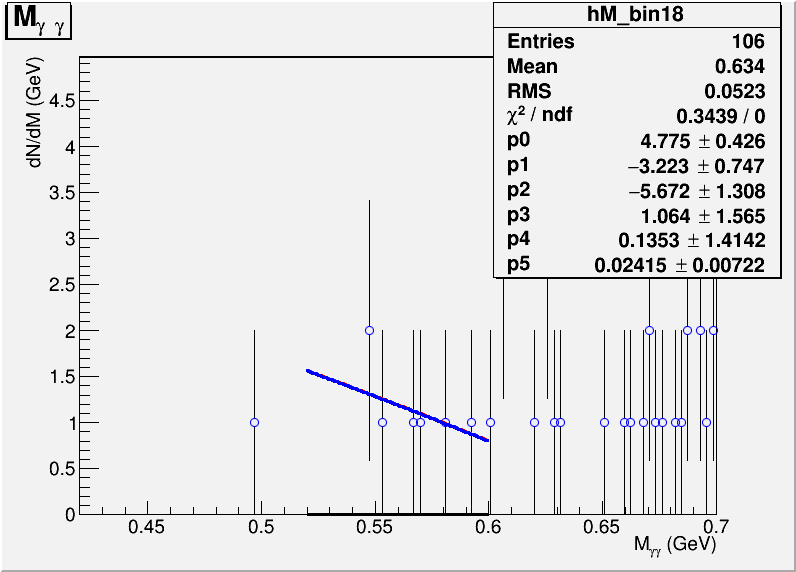 M γ γ
hM_bin18
Entries 106
Mean 0.634
RMS 0.0523
χ² / ndf 0.3439 / 0
p0 4.775 ± 0.426
p1 −3.223 ± 0.747
p2 −5.672 ± 1.308
p3 1.064 ± 1.565
p4 0.1353 ± 1.4142
p5 0.02415 ± 0.00722
dN/dM (GeV)
4.5
4
3.5
3
2.5
2
1.5
1
0.5
0
0.45 0.5 0.55 0.6 0.65 0.7
Mγγ (GeV)